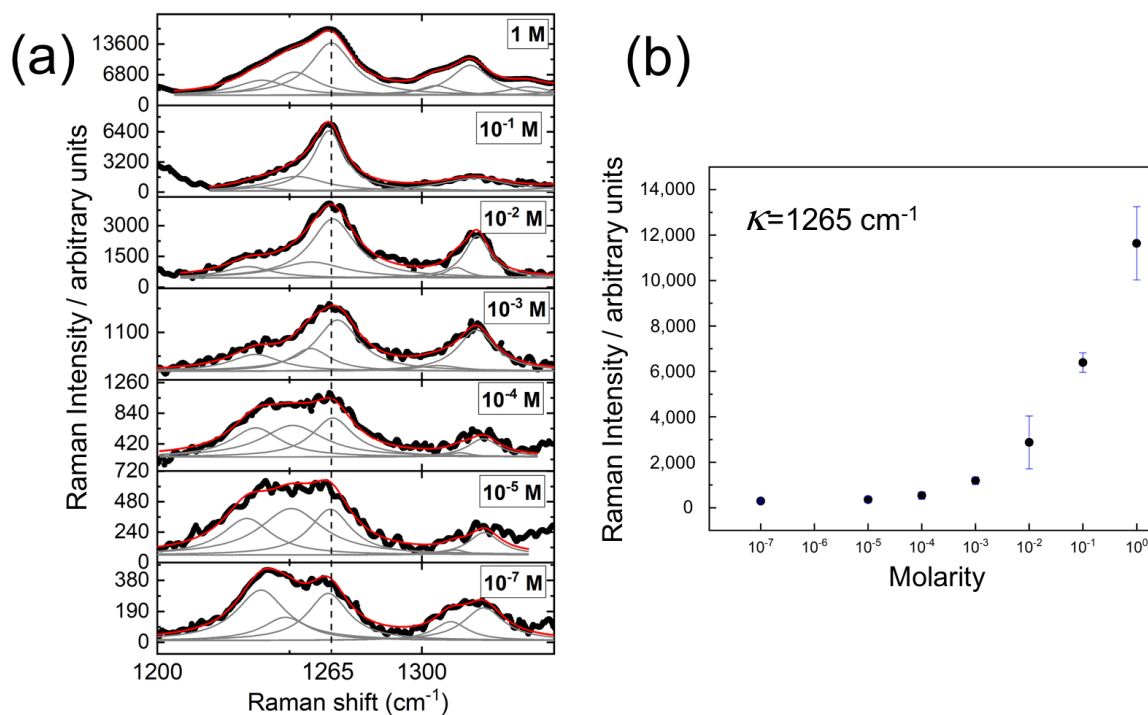 (a)
Raman Intensity / arbitrary units
1 M
13600
6800
0
10⁻¹ M
6400
3200
0
10⁻² M
3000
1500
0
10⁻³ M
1100
10⁻⁴ M
1260
840
420
10⁻⁵ M
720
480
240
0
10⁻⁷ M
380
190
0
1200 1265 1300
Raman shift (cm⁻¹)
(b)
Raman Intensity / arbitrary units
κ=1265 cm⁻¹
14,000
12,000
10,000
8,000
6,000
4,000
2,000
0
10⁻⁷ 10⁻⁶ 10⁻⁵ 10⁻⁴ 10⁻³ 10⁻² 10⁻¹ 10⁰
Molarity